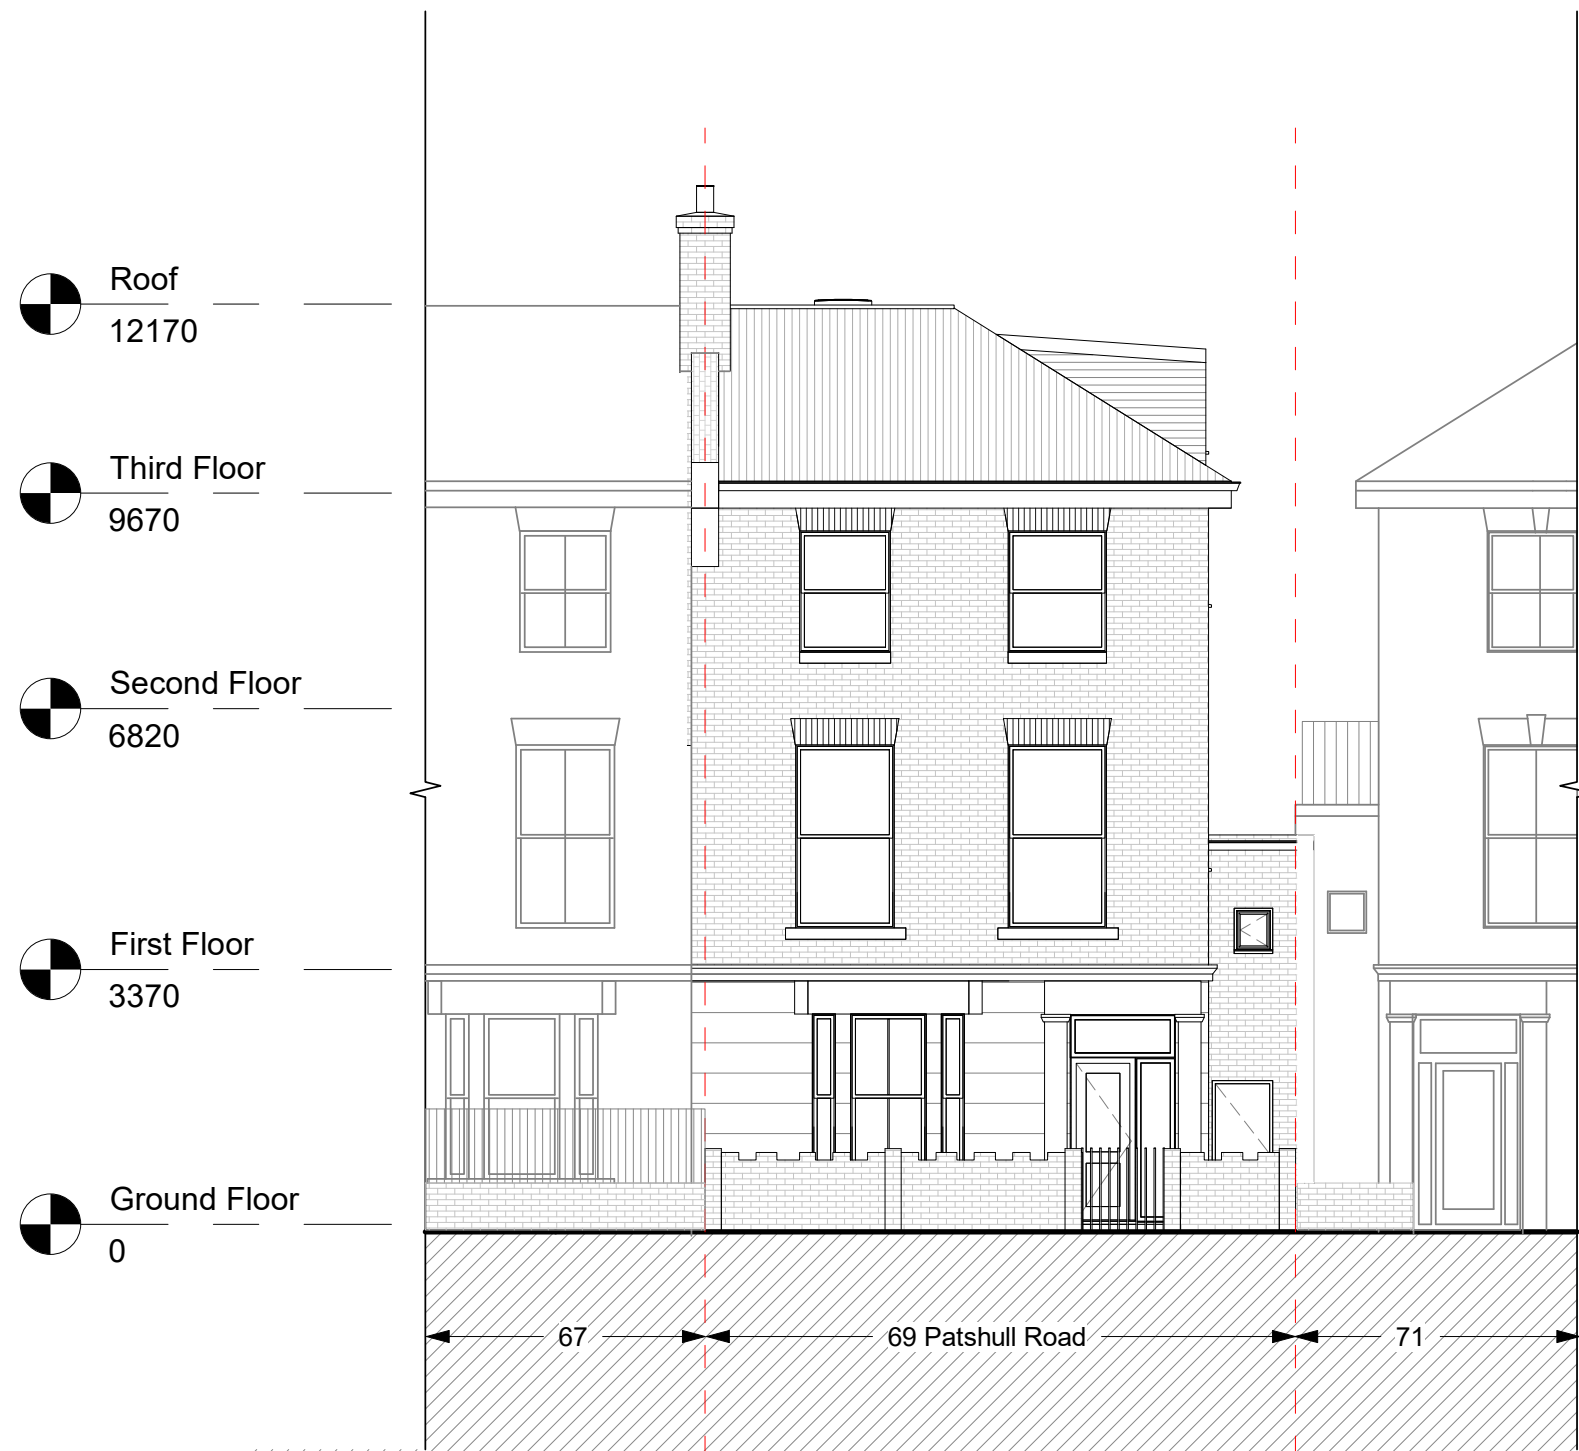 Roof
12170
Third Floor
9670
Second Floor
6820
First Floor
3370
Ground Floor
0
67
69 Patshull Road
71